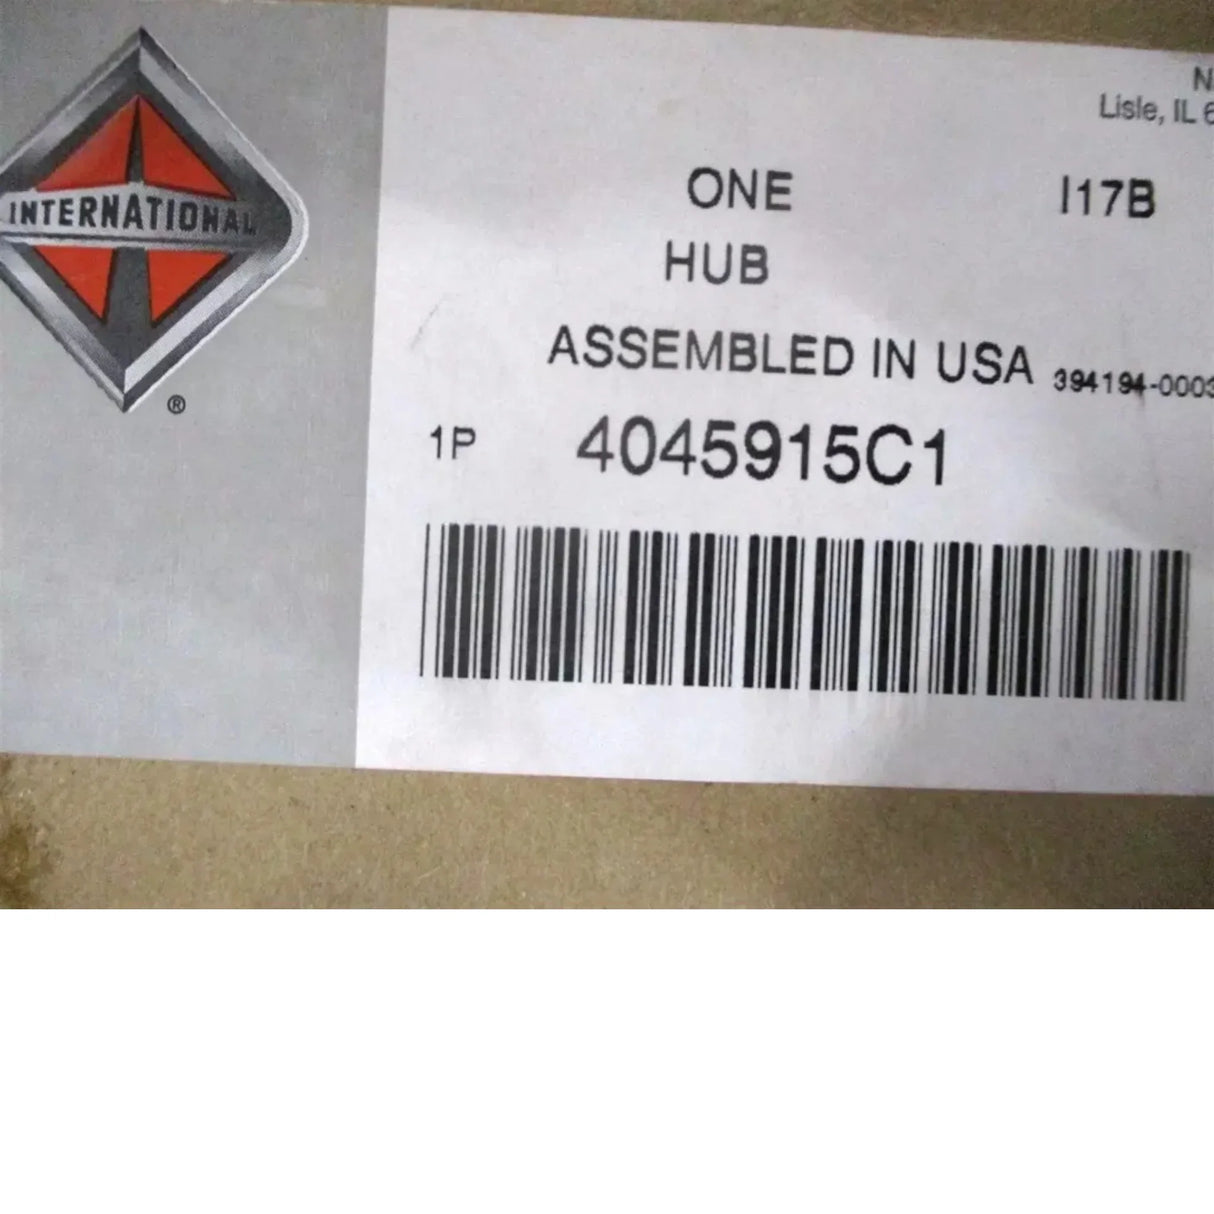 INTERNATIONAL
®
Lisle, IL
ONE I17B
HUB
ASSEMBLED IN USA 394194-0003
1P 4045915C1